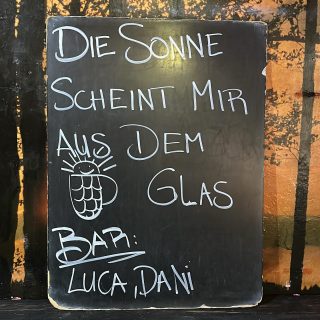 DIE SONNE
SCHEINT MIR
AUS DEM
GLAS
BAR:
LUCA, DANI